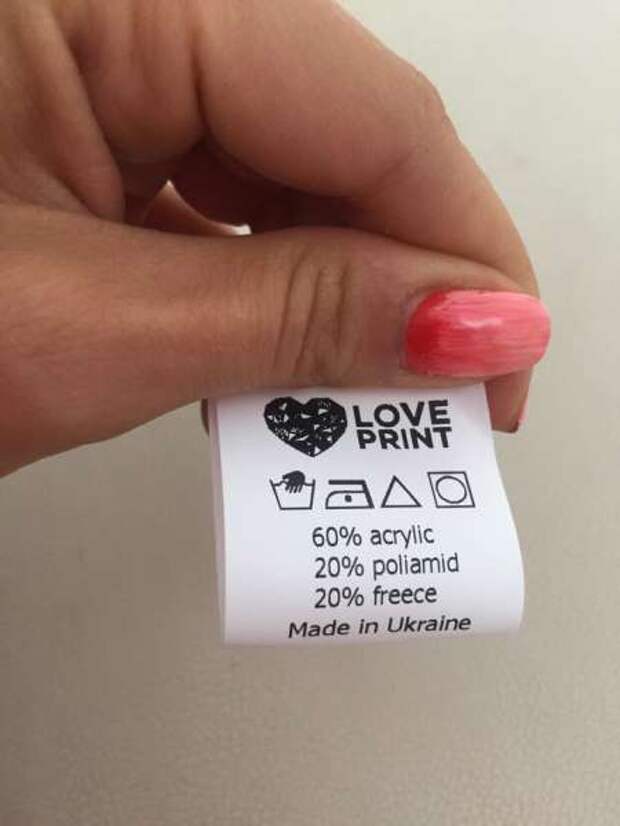 LOVE
PRINT
60% acrylic
20% poliamid
20% freece
Made in Ukraine